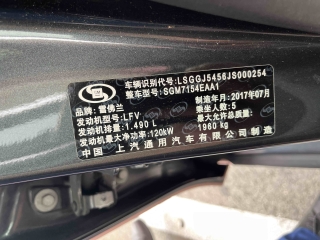 车辆识别代号:LSGGJ5456JS000254
整车型号:SGM7154EAA1
品牌:雪佛兰 制造年月:2017年07月
发动机型号:LFV 乘坐人数:5
发动机排量:1.490 L 最大允许总质量:
发动机最大净功率:120kW 1960 kg
中国 上汽通用汽车有限公司